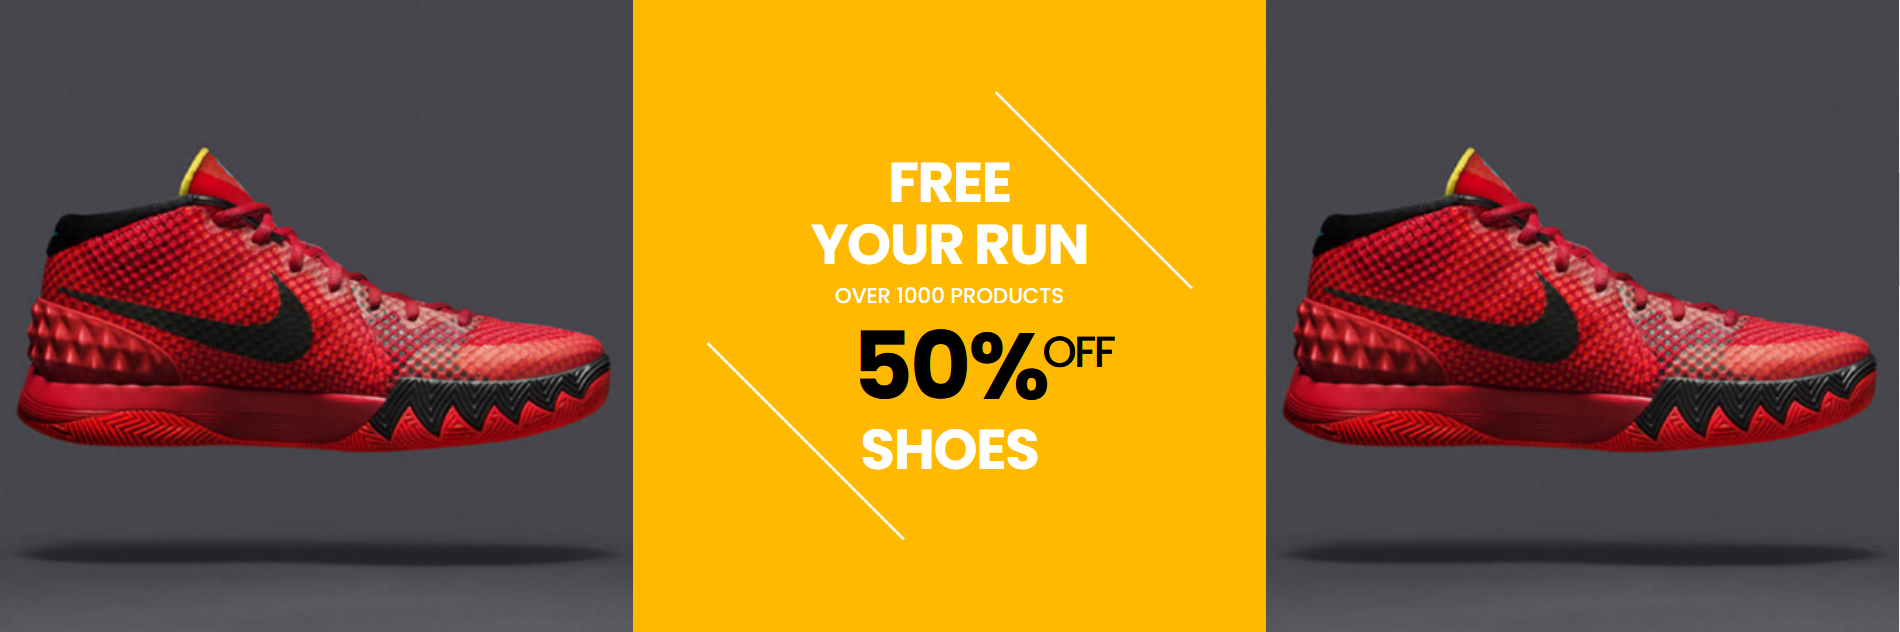 FREE
YOUR RUN
OVER 1000 PRODUCTS
50% OFF
SHOES